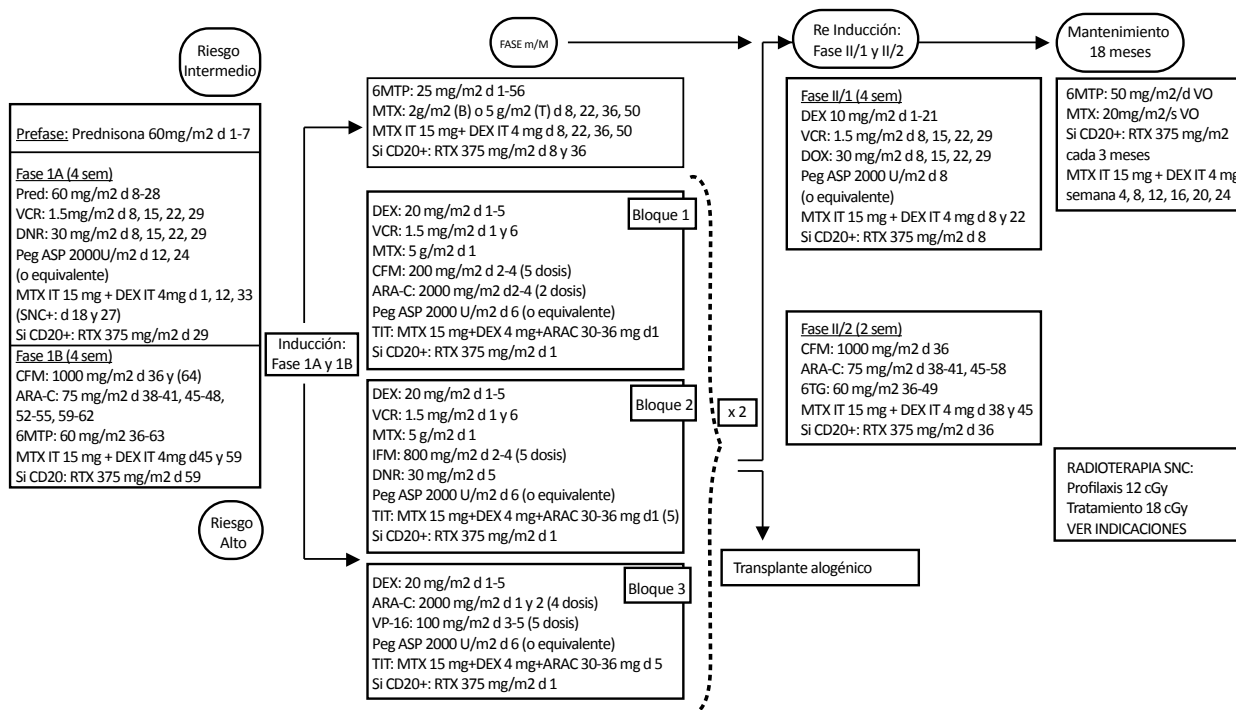 Riesgo
Intermedio
Prefase: Prednisona 60mg/m2 d 1-7
Fase 1A (4 sem)
Pred: 60 mg/m2 d 8-28
VCR: 1.5mg/m2 d 8, 15, 22, 29
DNR: 30 mg/m2 d 8, 15, 22, 29
Peg ASP 2000U/m2 d 12, 24
(o equivalente)
MTX IT 15 mg + DEX IT 4mg d 1, 12, 33
(SNC+: d 18 y 27)
Si CD20+: RTX 375 mg/m2 d 29
Fase 1B (4 sem)
CFM: 1000 mg/m2 d 36 y (64)
ARA-C: 75 mg/m2 d 38-41, 45-48,
52-55, 59-62
6MTP: 60 mg/m2 36-63
MTX IT 15 mg + DEX IT 4mg d45 y 59
Si CD20: RTX 375 mg/m2 d 59
Riesgo
Alto
Inducción:
Fase 1A y 1B
FASE m/M
6MTP: 25 mg/m2 d 1-56
MTX: 2g/m2 (B) o 5 g/m2 (T) d 8, 22, 36, 50
MTX IT 15 mg+ DEX IT 4 mg d 8, 22, 36, 50
Si CD20+: RTX 375 mg/m2 d 8 y 36
Bloque 1
DEX: 20 mg/m2 d 1-5
VCR: 1.5 mg/m2 d 1 y 6
MTX: 5 g/m2 d 1
CFM: 200 mg/m2 d 2-4 (5 dosis)
ARA-C: 2000 mg/m2 d2-4 (2 dosis)
Peg ASP 2000 U/m2 d 6 (o equivalente)
TIT: MTX 15 mg+DEX 4 mg+ARAC 30-36 mg d1
Si CD20+: RTX 375 mg/m2 d 1
Bloque 2
DEX: 20 mg/m2 d 1-5
VCR: 1.5 mg/m2 d 1 y 6
MTX: 5 g/m2 d 1
IFM: 800 mg/m2 d 2-4 (5 dosis)
DNR: 30 mg/m2 d 5
Peg ASP 2000 U/m2 d 6 (o equivalente)
TIT: MTX 15 mg+DEX 4 mg+ARAC 30-36 mg d1 (5)
Si CD20+: RTX 375 mg/m2 d 1
Bloque 3
DEX: 20 mg/m2 d 1-5
ARA-C: 2000 mg/m2 d 1 y 2 (4 dosis)
VP-16: 100 mg/m2 d 3-5 (5 dosis)
Peg ASP 2000 U/m2 d 6 (o equivalente)
TIT: MTX 15 mg+DEX 4 mg+ARAC 30-36 mg d 5
Si CD20+: RTX 375 mg/m2 d 1
x 2
Re Inducción:
Fase II/1 y II/2
Fase II/1 (4 sem)
DEX 10 mg/m2 d 1-21
VCR: 1.5 mg/m2 d 8, 15, 22, 29
DOX: 30 mg/m2 d 8, 15, 22, 29
Peg ASP 2000 U/m2 d 8
(o equivalente)
MTX IT 15 mg + DEX IT 4 mg d 8 y 22
Si CD20+: RTX 375 mg/m2 d 8
Fase II/2 (2 sem)
CFM: 1000 mg/m2 d 36
ARA-C: 75 mg/m2 d 38-41, 45-58
6TG: 60 mg/m2 36-49
MTX IT 15 mg + DEX IT 4 mg d 38 y 45
Si CD20+: RTX 375 mg/m2 d 36
Transplante alogénico
Mantenimiento
18 meses
6MTP: 50 mg/m2/d VO
MTX: 20mg/m2/s VO
Si CD20+: RTX 375 mg/m2
cada 3 meses
MTX IT 15 mg + DEX IT 4 mg
semana 4, 8, 12, 16, 20, 24
RADIOTERAPIA SNC:
Profilaxis 12 cGy
Tratamiento 18 cGy
VER INDICACIONES